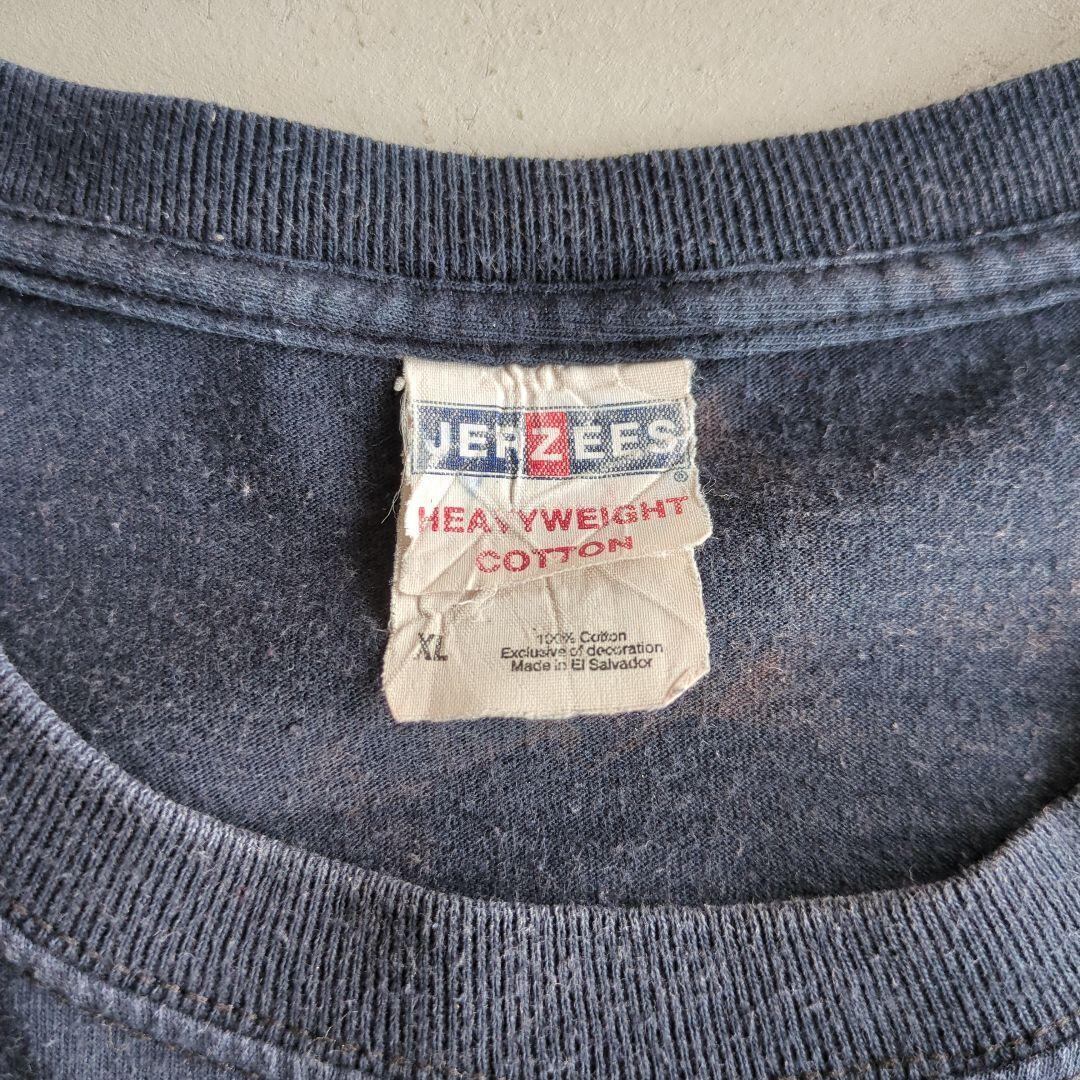 JERZEES®
HEAVYWEIGHT
COTTON
XL
100% Cotton
Exclusive of decoration
Made in El Salvador